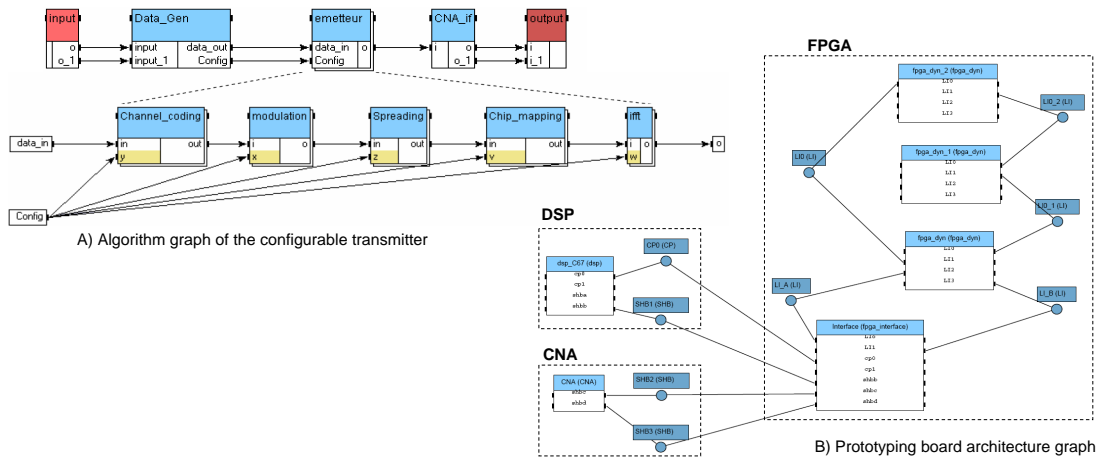 input Data_Gen emetteur CNA_if output
o input data_out data_in o i o i
o_1 input_1 Config Config o_1 i_1
Channel_coding modulation Spreading Chip_mapping ifft
data_in in out i o in out in out i o o
y x z v w
Config
A) Algorithm graph of the configurable transmitter
FPGA
fpga_dyn_2 (fpga_dyn)
LI0
LI1
LI2
LI3
LI0_2 (LI)
fpga_dyn_1 (fpga_dyn)
LI0
LI1
LI2
LI3
LI0 (LI)
LI0_1 (LI)
fpga_dyn (fpga_dyn)
LI0
LI1
LI2
LI3
LI_A (LI)
LI_B (LI)
Interface (fpga_interface)
LI0
LI1
cp0
cp1
shbb
shbc
shbd
DSP
CP0 (CP)
dsp_C67 (dsp)
cp0
cp1
shba
shbb
SHB1 (SHB)
CNA
CNA (CNA)
shbc
shbd
SHB2 (SHB)
SHB3 (SHB)
B) Prototyping board architecture graph